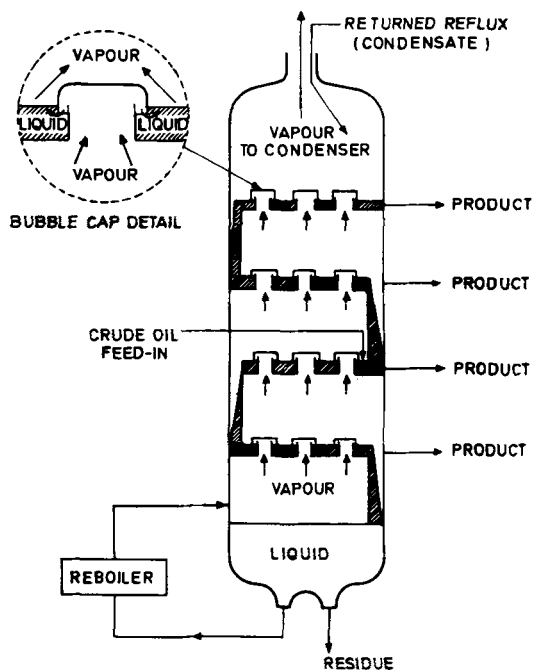 RETURNED REFLUX
(CONDENSATE)
VAPOUR
LIQUID
LIQUID
VAPOUR
BUBBLE CAP DETAIL
VAPOUR
TO CONDENSER
PRODUCT
PRODUCT
CRUDE OIL
FEED-IN
PRODUCT
PRODUCT
VAPOUR
LIQUID
REBOILER
RESIDUE